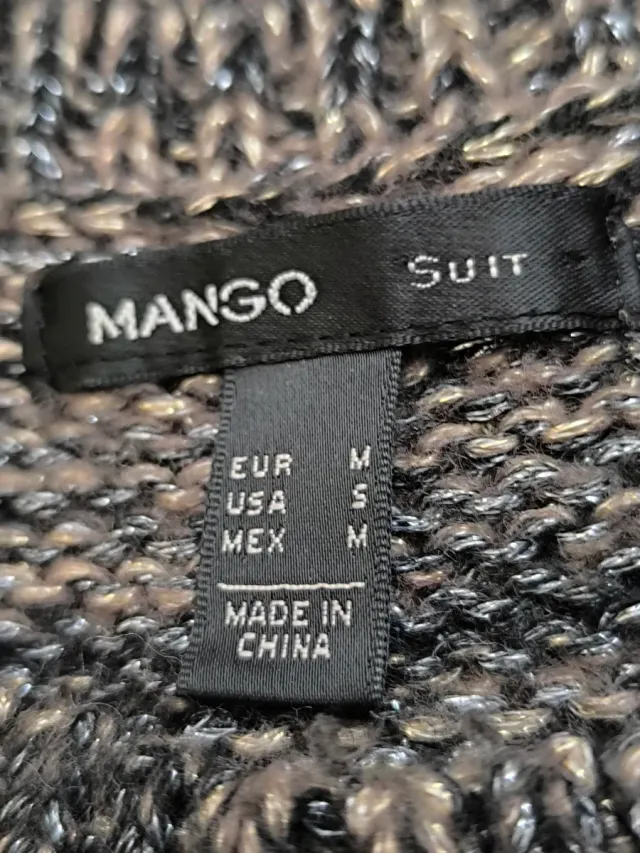 MANGO SUIT
EUR M
USA S
MEX M
MADE IN
CHINA